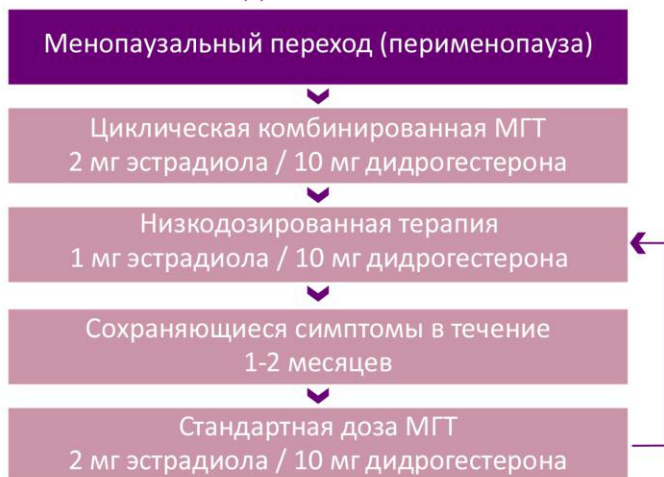 Менопаузальный переход (перименопауза)
Циклическая комбинированная МГТ
2 мг эстрадиола / 10 мг дидрогестерона
Низкодозированная терапия
1 мг эстрадиола / 10 мг дидрогестерона
Сохраняющиеся симптомы в течение
1-2 месяцев
Стандартная доза МГТ
2 мг эстрадиола / 10 мг дидрогестерона